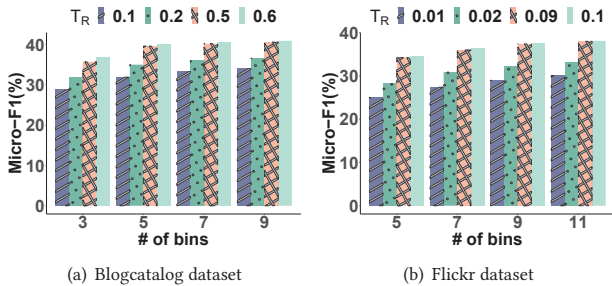 T_R 0.1 0.2 0.5 0.6
Micro−F1(%)
40
30
20
10
0
3 5 7 9
# of bins
(a) Blogcatalog dataset
T_R 0.01 0.02 0.09 0.1
Micro−F1(%)
40
30
20
10
0
5 7 9 11
# of bins
(b) Flickr dataset